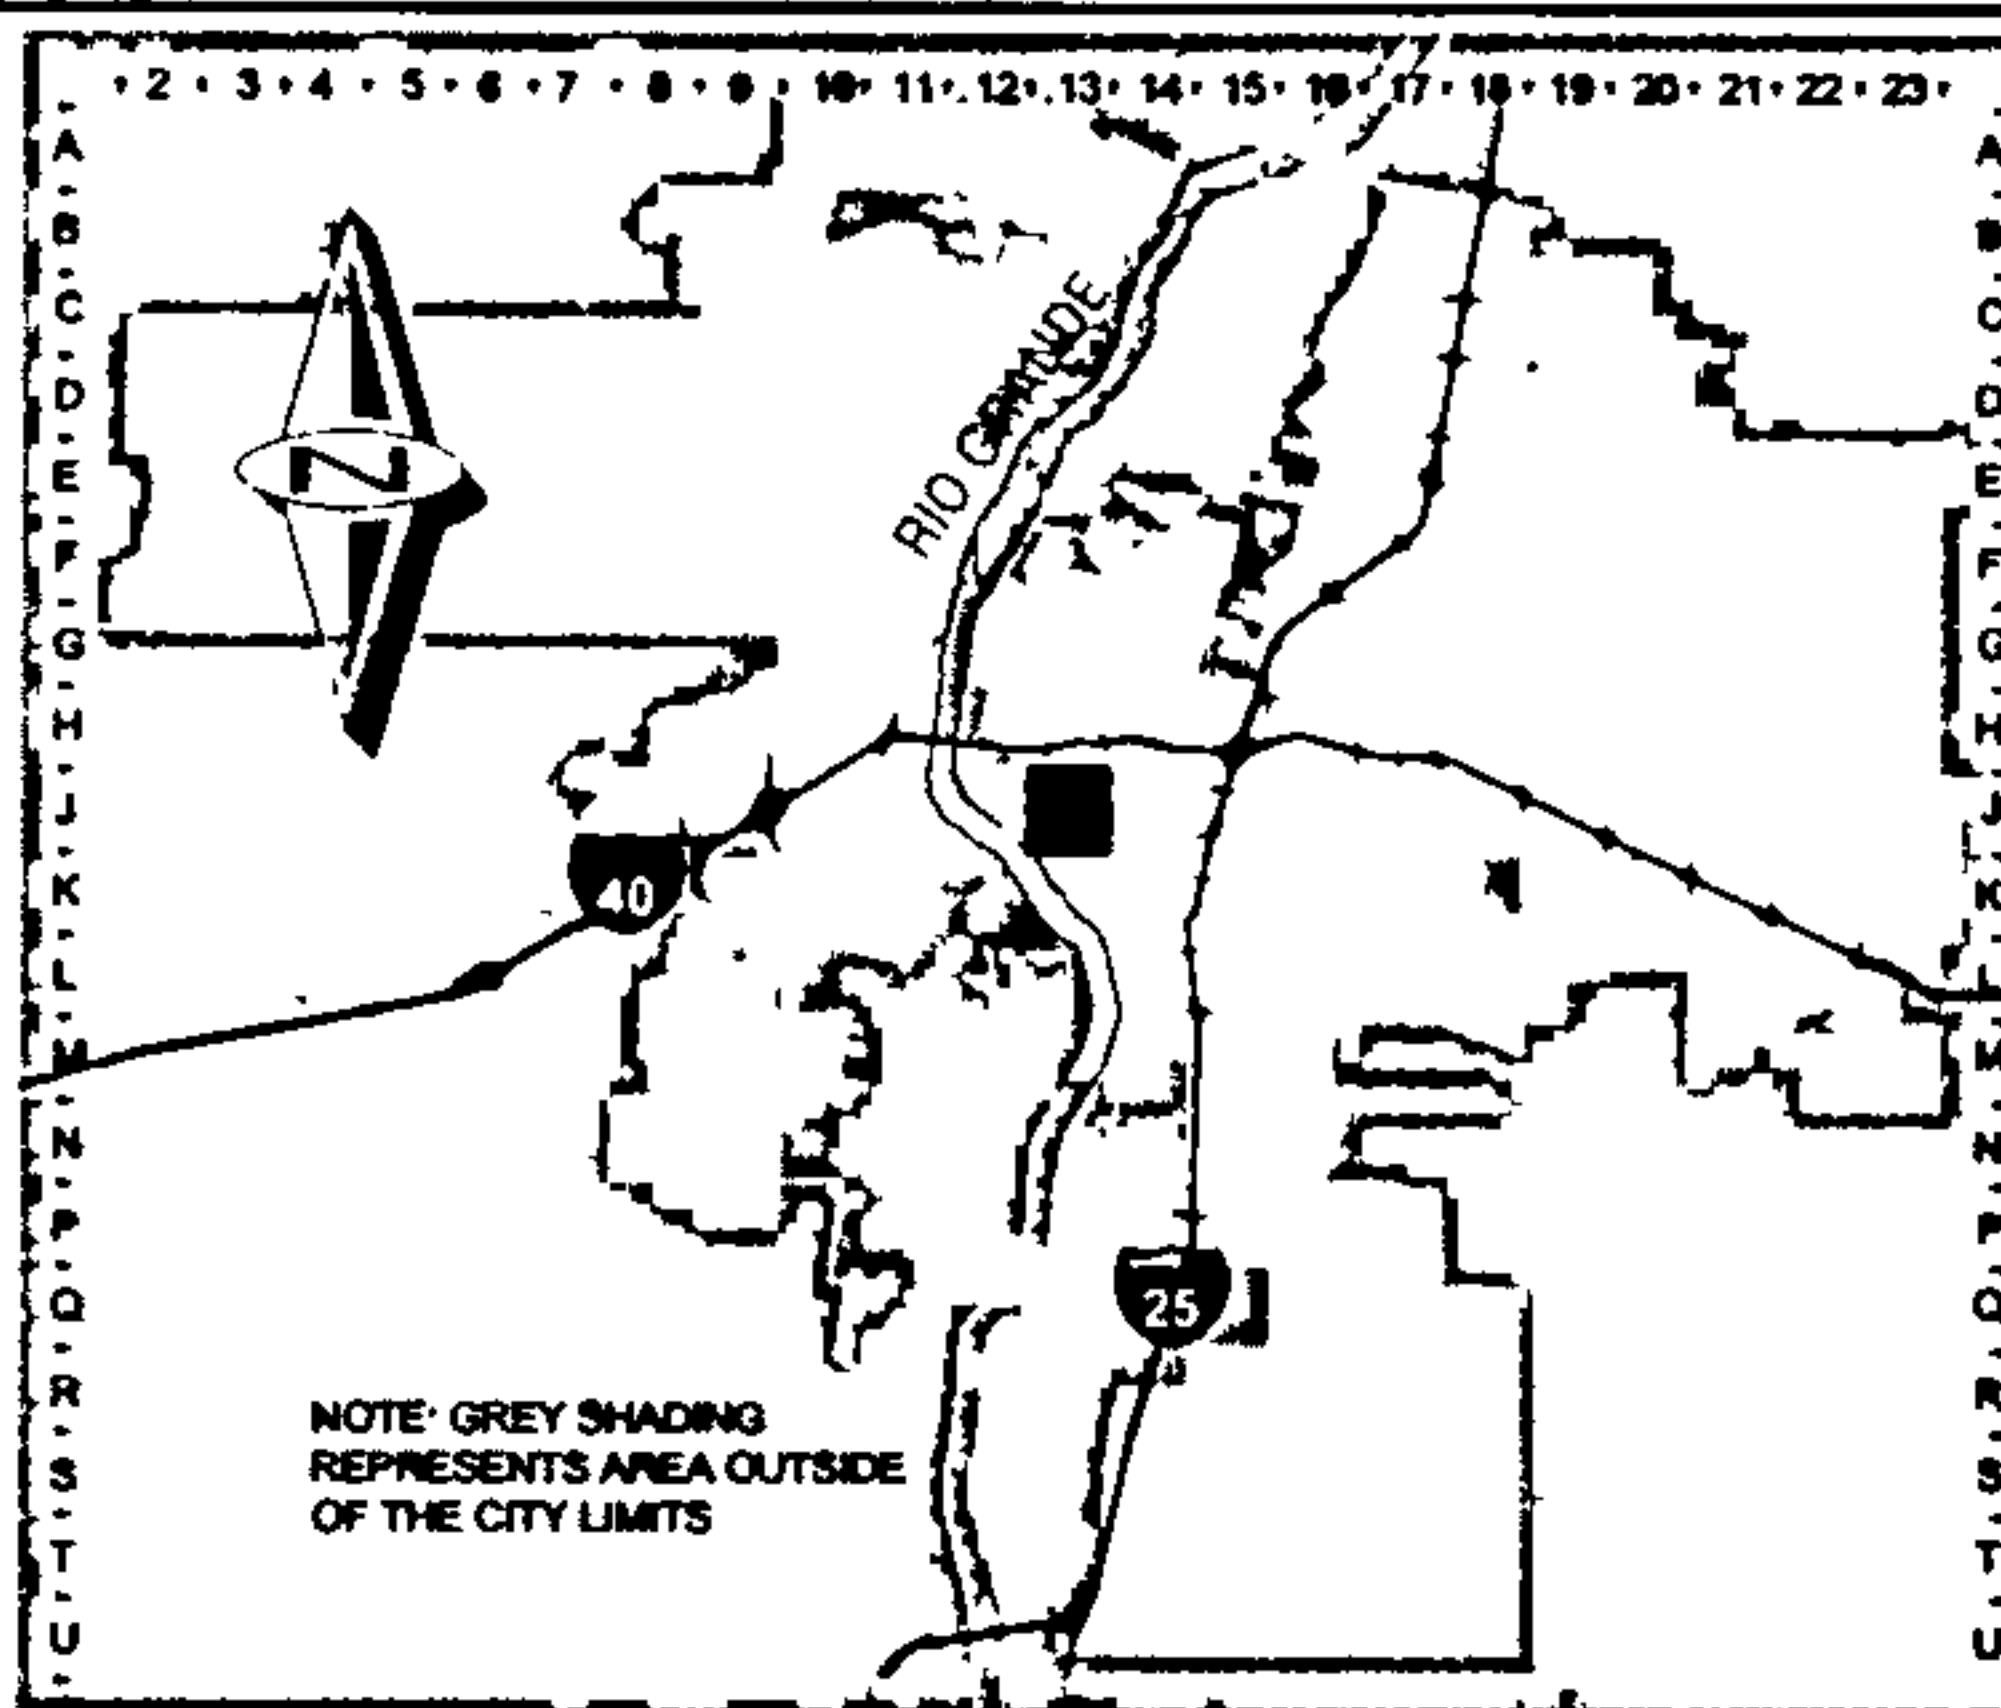 2 · 3 · 4 · 5 · 6 · 7 · 8 · 9 · 10 · 11 · 12 · 13 · 14 · 15 · 16 · 17 · 18 · 19 · 20 · 21 · 22 · 23
A A
B B
C C
D D
E E
F F
G G
H H
J J
K K
L L
M M
N N
P P
Q Q
R R
S S
T T
U U
N
RIO GRANDE
40
25
NOTE: GREY SHADING
REPRESENTS AREA OUTSIDE
OF THE CITY LIMITS